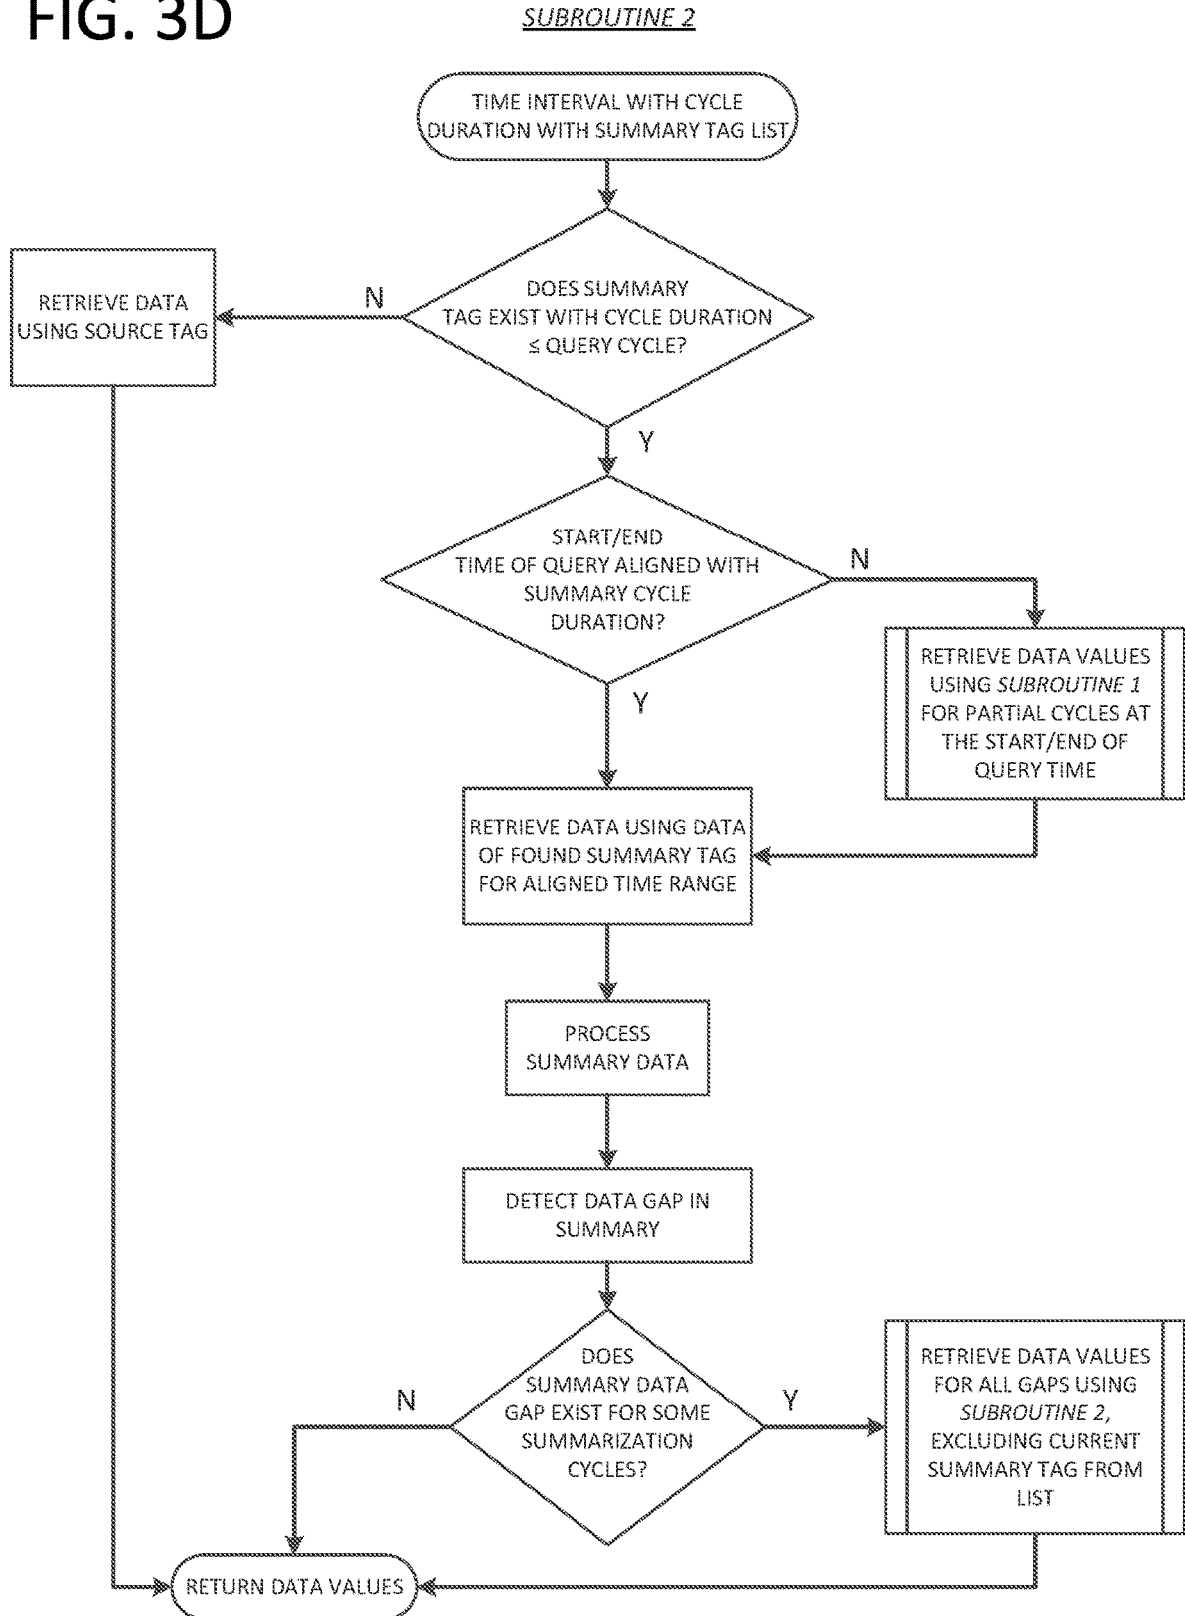 FIG. 3D
SUBROUTINE 2
TIME INTERVAL WITH CYCLE
DURATION WITH SUMMARY TAG LIST
DOES SUMMARY
TAG EXIST WITH CYCLE DURATION
≤ QUERY CYCLE?
N
RETRIEVE DATA
USING SOURCE TAG
Y
START/END
TIME OF QUERY ALIGNED WITH
SUMMARY CYCLE
DURATION?
N
RETRIEVE DATA VALUES
USING SUBROUTINE 1
FOR PARTIAL CYCLES AT
THE START/END OF
QUERY TIME
Y
RETRIEVE DATA USING DATA
OF FOUND SUMMARY TAG
FOR ALIGNED TIME RANGE
PROCESS
SUMMARY DATA
DETECT DATA GAP IN
SUMMARY
DOES
SUMMARY DATA
GAP EXIST FOR SOME
SUMMARIZATION
CYCLES?
N
Y
RETRIEVE DATA VALUES
FOR ALL GAPS USING
SUBROUTINE 2,
EXCLUDING CURRENT
SUMMARY TAG FROM
LIST
RETURN DATA VALUES